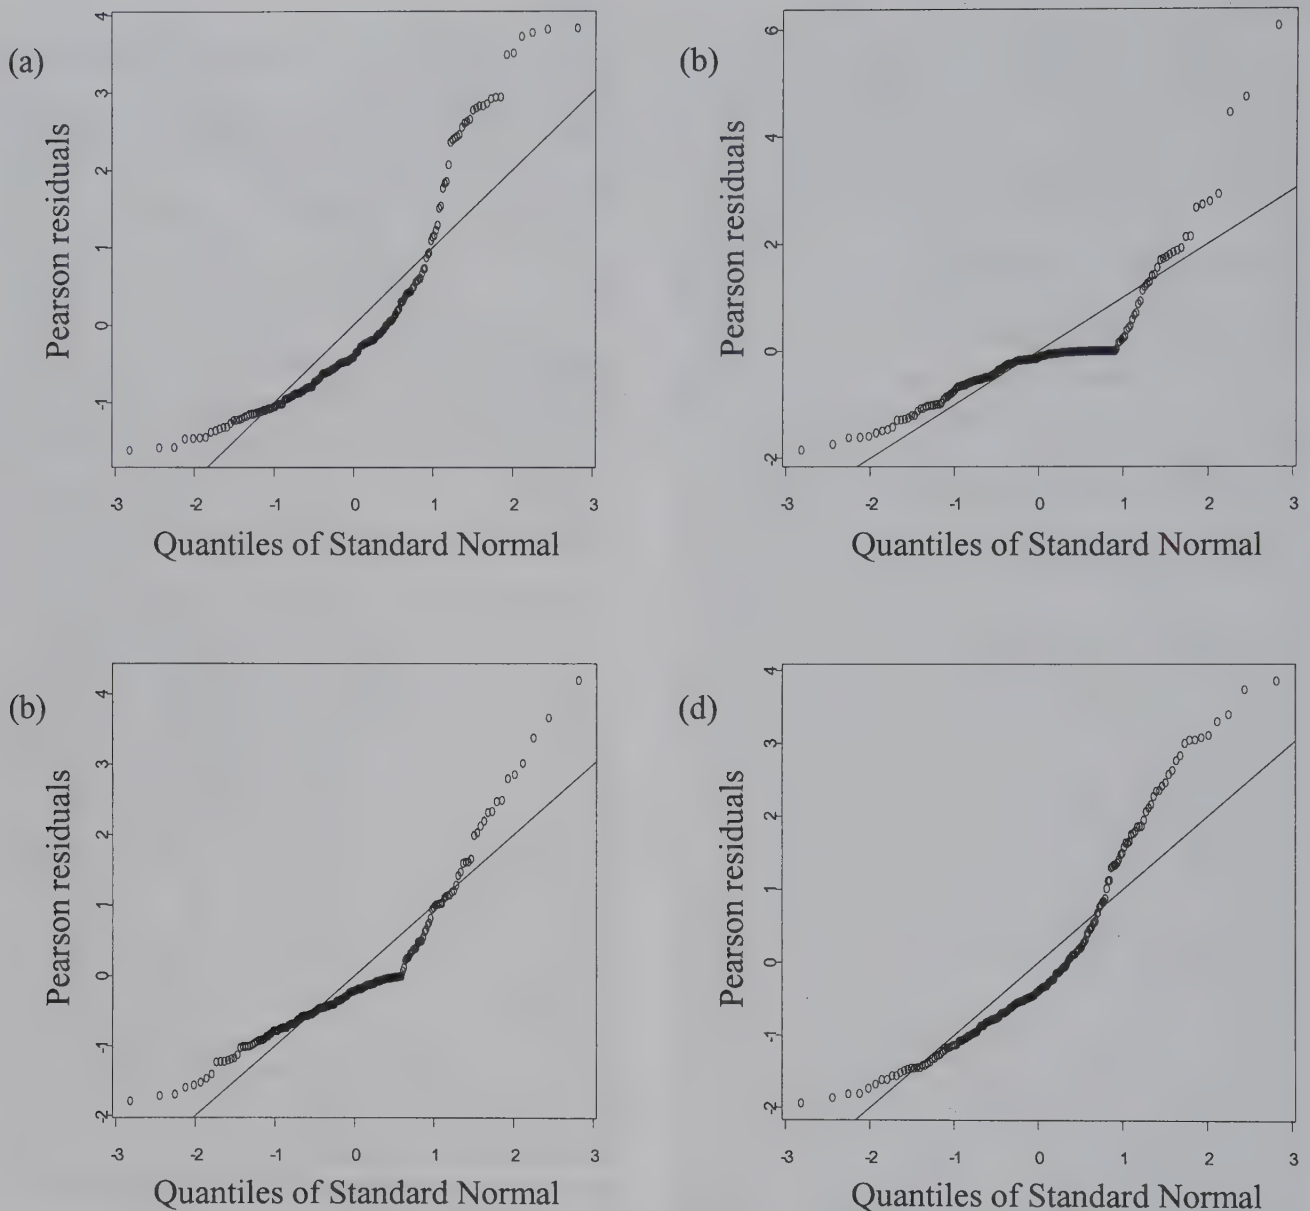 (a)
Pearson residuals
4
3
2
1
0
-1
-3 -2 -1 0 1 2 3
Quantiles of Standard Normal
(b)
Pearson residuals
6
4
2
0
-2
-3 -2 -1 0 1 2 3
Quantiles of Standard Normal
(b)
Pearson residuals
4
3
2
1
0
-1
-2
-3 -2 -1 0 1 2 3
Quantiles of Standard Normal
(d)
Pearson residuals
4
3
2
1
0
-1
-2
-3 -2 -1 0 1 2 3
Quantiles of Standard Normal